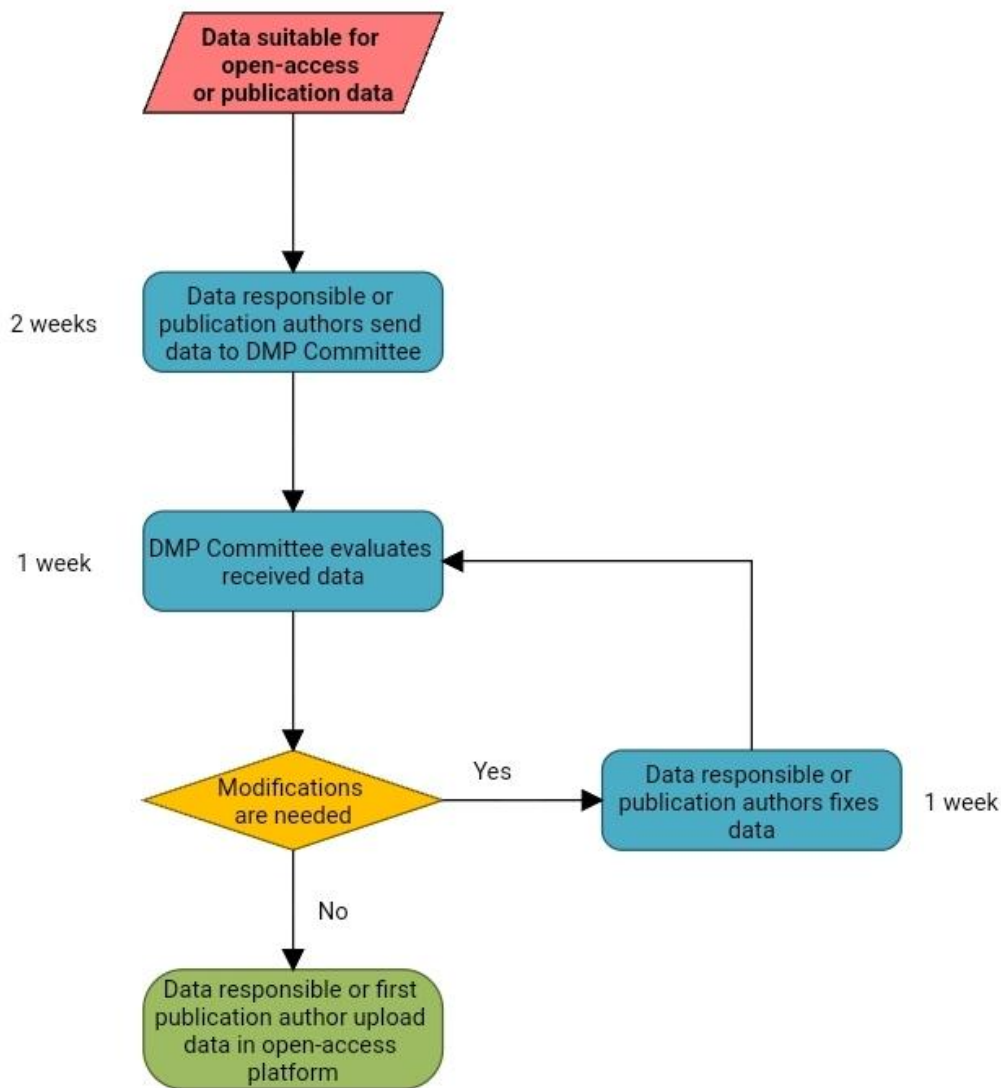 Data suitable for
open-access
or publication data
2 weeks
Data responsible or
publication authors send
data to DMP Committee
1 week
DMP Committee evaluates
received data
Modifications
are needed
Yes
Data responsible or
publication authors fixes
data
1 week
No
Data responsible or first
publication author upload
data in open-access
platform